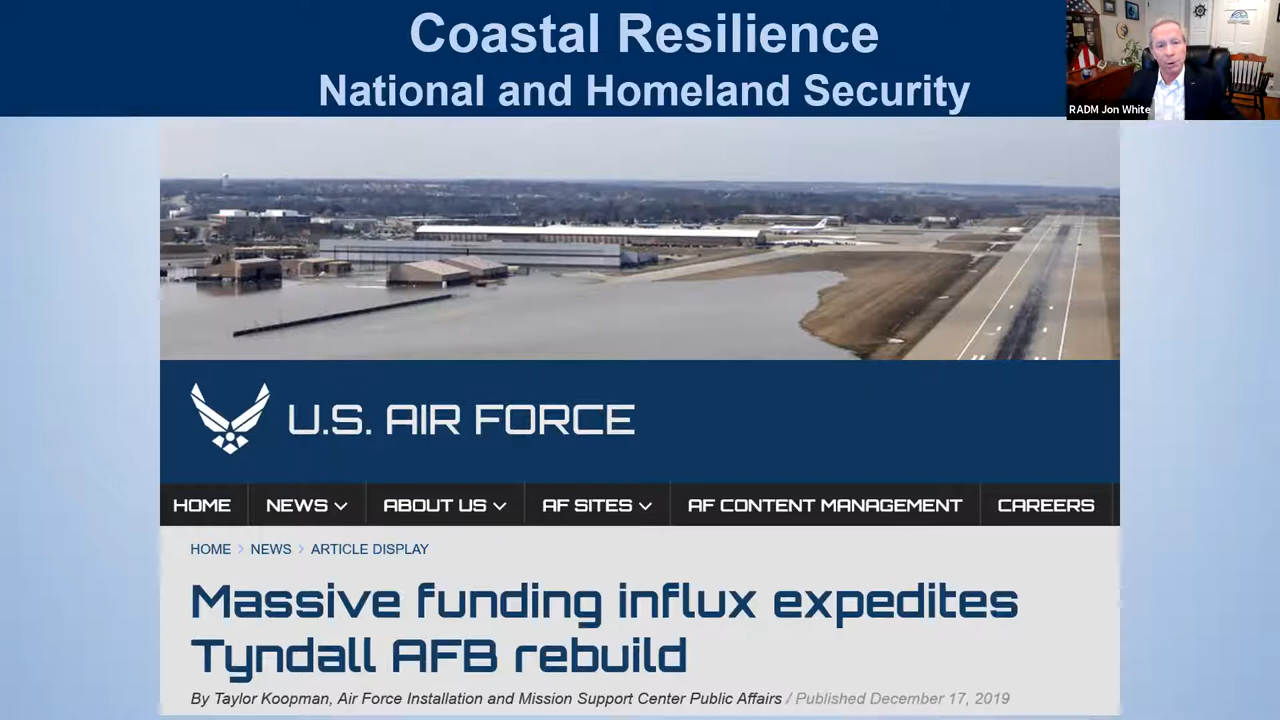 Coastal Resilience
National and Homeland Security
RADM Jon White
U.S. AIR FORCE
HOME NEWS ABOUT US AF SITES AF CONTENT MANAGEMENT CAREERS
HOME > NEWS > ARTICLE DISPLAY
Massive funding influx expedites
Tyndall AFB rebuild
By Taylor Koopman, Air Force Installation and Mission Support Center Public Affairs / Published December 17, 2019